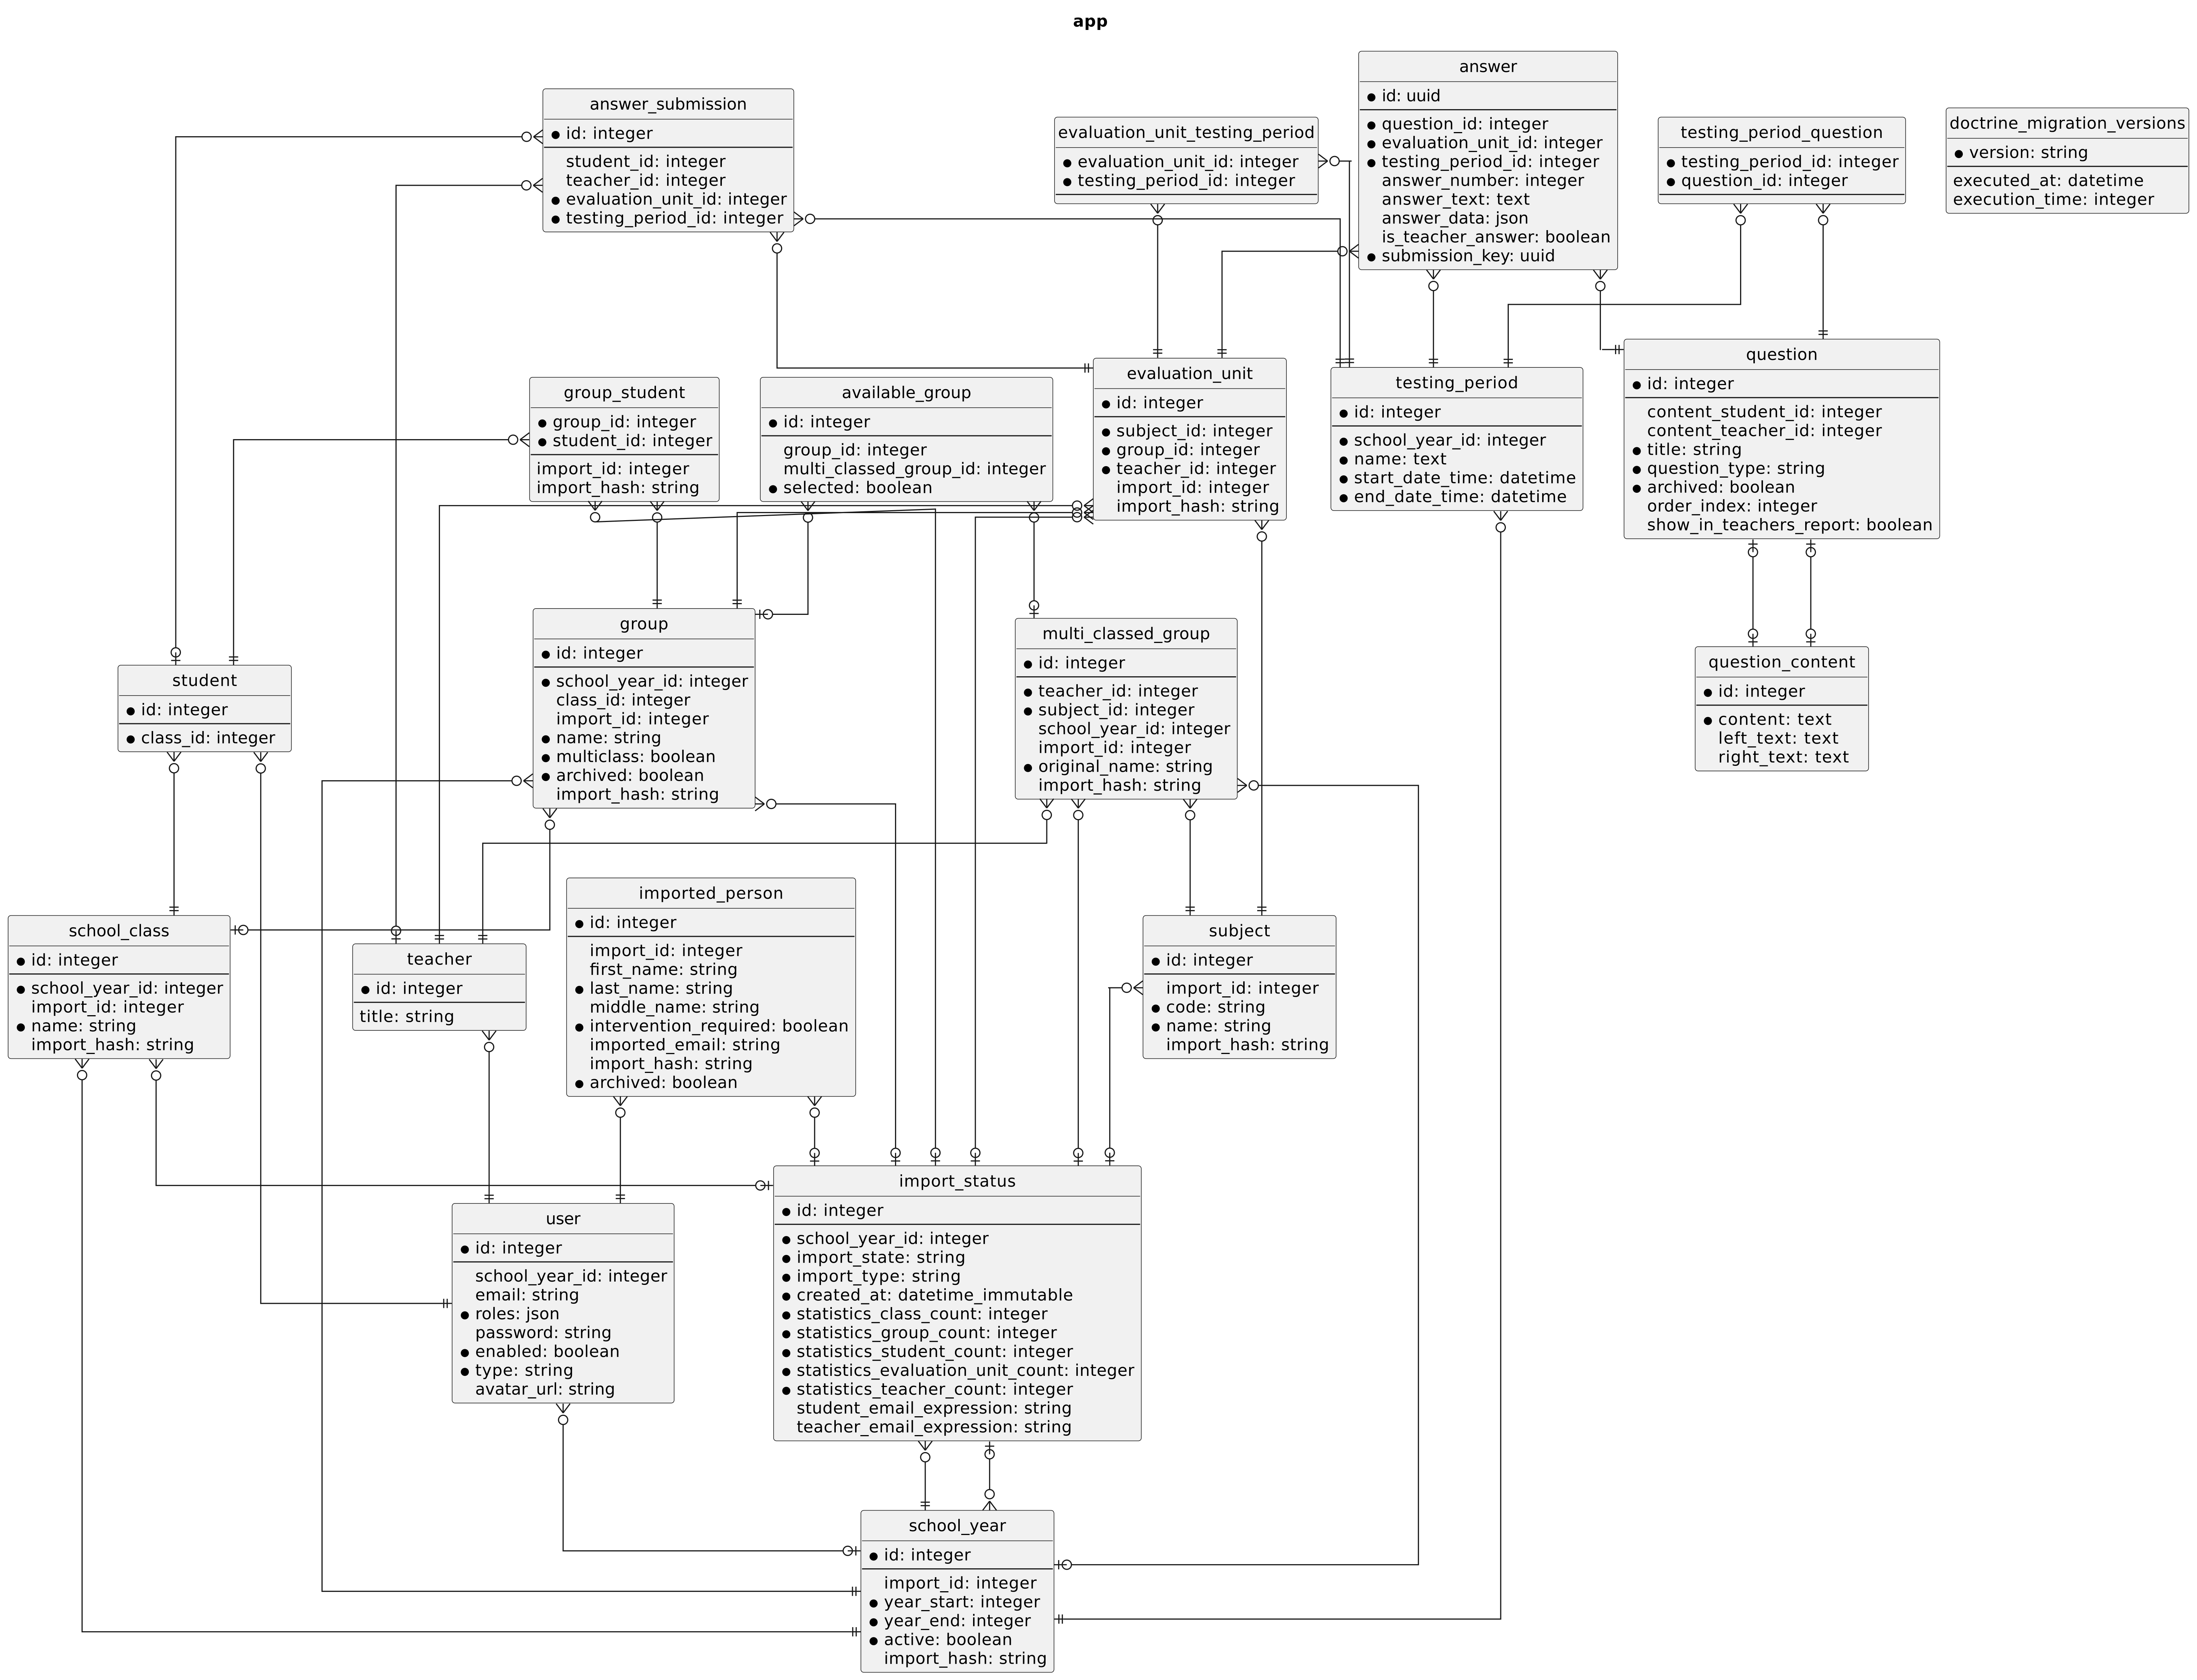 app
answer
id: uuid
question_id: integer
evaluation_unit_id: integer
testing_period_id: integer
answer_number: integer
answer_text: text
answer_data: json
is_teacher_answer: boolean
submission_key: uuid
answer_submission
id: integer
student_id: integer
teacher_id: integer
evaluation_unit_id: integer
testing_period_id: integer
evaluation_unit_testing_period
evaluation_unit_id: integer
testing_period_id: integer
testing_period_question
testing_period_id: integer
question_id: integer
doctrine_migration_versions
version: string
executed_at: datetime
execution_time: integer
group_student
group_id: integer
student_id: integer
import_id: integer
import_hash: string
available_group
id: integer
group_id: integer
multi_classed_group_id: integer
selected: boolean
evaluation_unit
id: integer
subject_id: integer
group_id: integer
teacher_id: integer
import_id: integer
import_hash: string
testing_period
id: integer
school_year_id: integer
name: text
start_date_time: datetime
end_date_time: datetime
question
id: integer
content_student_id: integer
content_teacher_id: integer
title: string
question_type: string
archived: boolean
order_index: integer
show_in_teachers_report: boolean
student
id: integer
class_id: integer
group
id: integer
school_year_id: integer
class_id: integer
import_id: integer
name: string
multiclass: boolean
archived: boolean
import_hash: string
multi_classed_group
id: integer
teacher_id: integer
subject_id: integer
school_year_id: integer
import_id: integer
original_name: string
import_hash: string
question_content
id: integer
content: text
left_text: text
right_text: text
school_class
id: integer
school_year_id: integer
import_id: integer
name: string
import_hash: string
teacher
id: integer
title: string
imported_person
id: integer
import_id: integer
first_name: string
last_name: string
middle_name: string
intervention_required: boolean
imported_email: string
import_hash: string
archived: boolean
subject
id: integer
import_id: integer
code: string
name: string
import_hash: string
user
id: integer
school_year_id: integer
email: string
roles: json
password: string
enabled: boolean
type: string
avatar_url: string
import_status
id: integer
school_year_id: integer
import_state: string
import_type: string
created_at: datetime_immutable
statistics_class_count: integer
statistics_group_count: integer
statistics_student_count: integer
statistics_evaluation_unit_count: integer
statistics_teacher_count: integer
student_email_expression: string
teacher_email_expression: string
school_year
id: integer
import_id: integer
year_start: integer
year_end: integer
active: boolean
import_hash: string